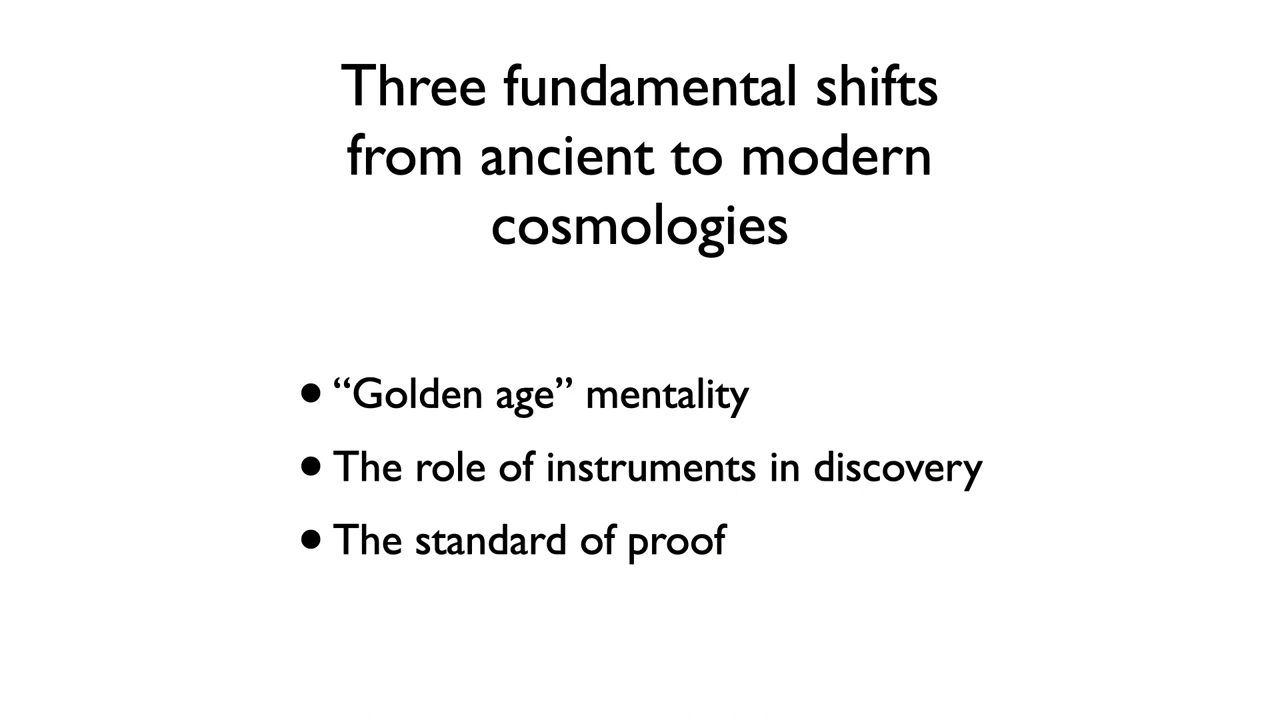 Three fundamental shifts
from ancient to modern
cosmologies
• “Golden age” mentality
• The role of instruments in discovery
• The standard of proof